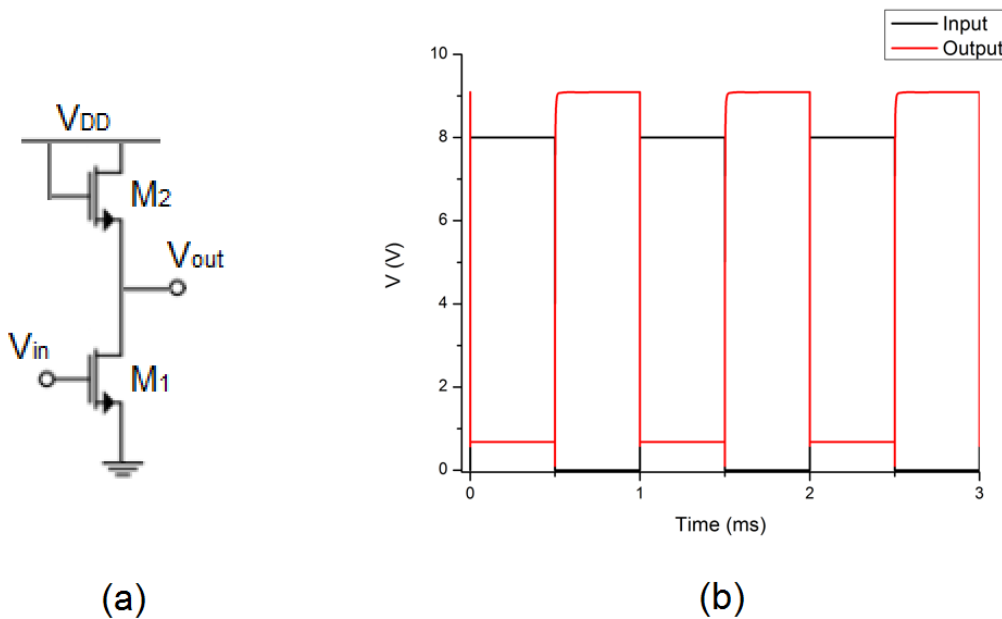 VDD
M2
Vout
Vin
M1
(a)
Input
Output
10
8
6
4
2
0
V (V)
0
1
2
3
Time (ms)
(b)